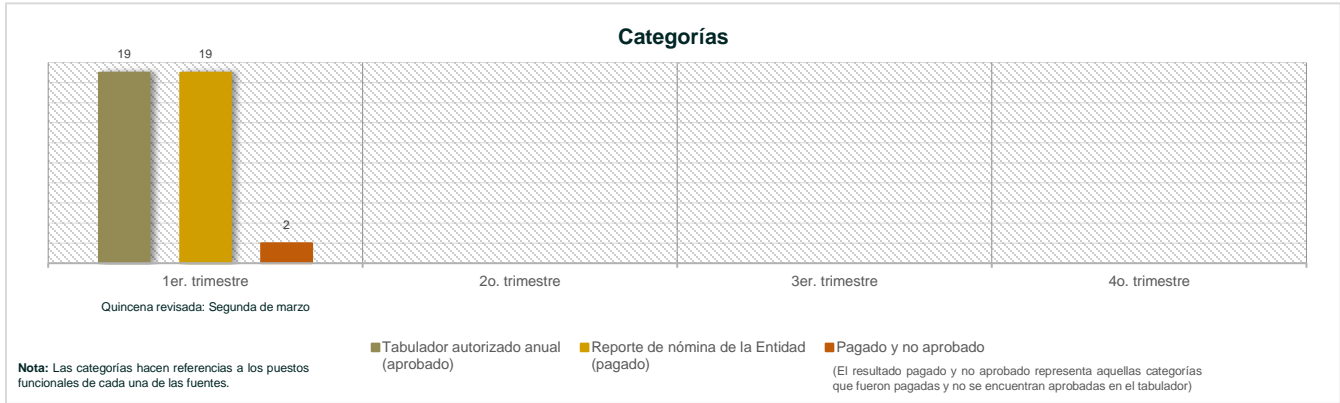 Categorías
19
19
2
1er. trimestre
2o. trimestre
3er. trimestre
4o. trimestre
Quincena revisada: Segunda de marzo
Tabulador autorizado anual
(aprobado)
Reporte de nómina de la Entidad
(pagado)
Pagado y no aprobado
(El resultado pagado y no aprobado representa aquellas categorías
que fueron pagadas y no se encuentran aprobadas en el tabulador)
Nota: Las categorías hacen referencias a los puestos
funcionales de cada una de las fuentes.